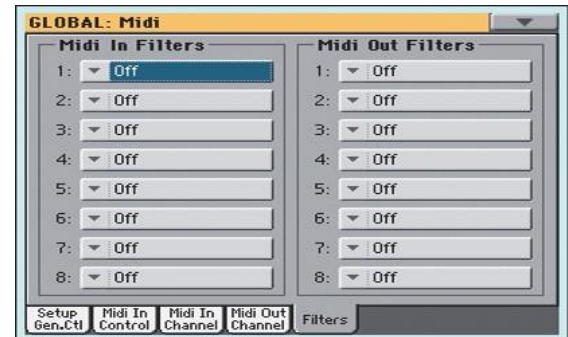 GLOBAL: Midi
Midi In Filters
1: Off
2: Off
3: Off
4: Off
5: Off
6: Off
7: Off
8: Off
Midi Out Filters
1: Off
2: Off
3: Off
4: Off
5: Off
6: Off
7: Off
8: Off
Setup Gen.Ctl
Midi In Control
Midi In Channel
Midi Out Channel
Filters